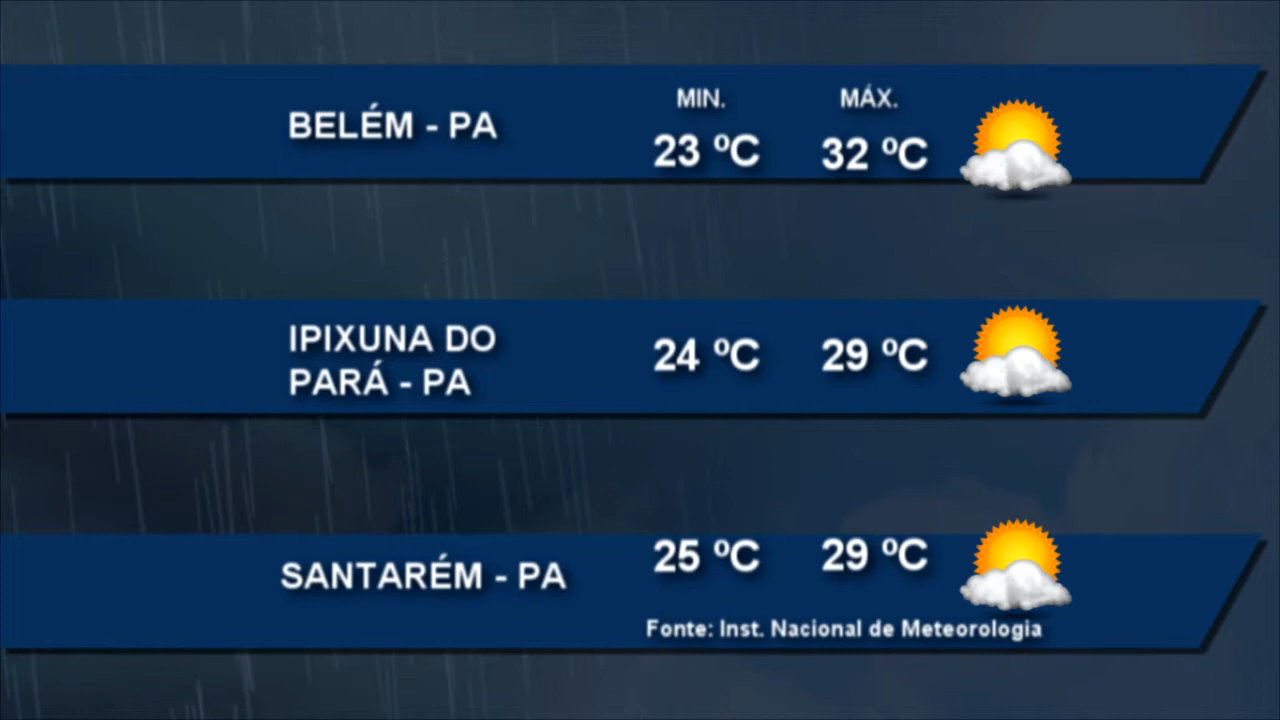 MIN. MÁX.
BELÉM - PA 23 ºC 32 ºC
IPIXUNA DO
PARÁ - PA 24 ºC 29 ºC
SANTARÉM - PA 25 ºC 29 ºC
Fonte: Inst. Nacional de Meteorologia